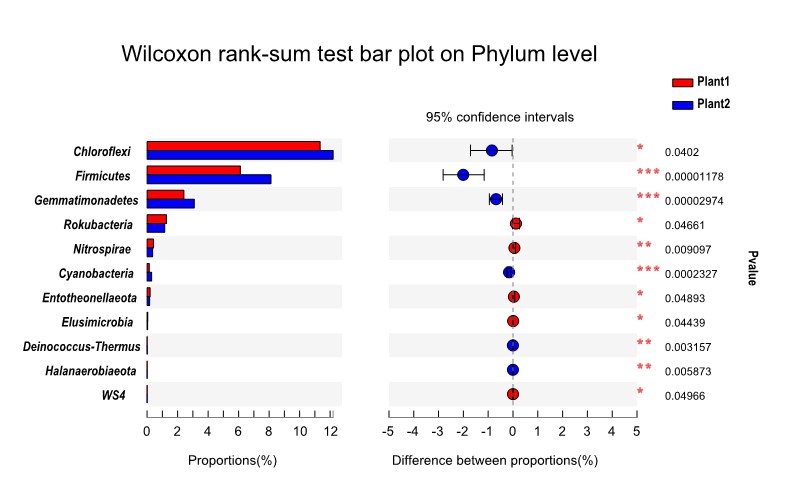 Wilcoxon rank-sum test bar plot on Phylum level
Plant1
Plant2
95% confidence intervals
Chloroflexi * 0.0402
Firmicutes *** 0.00001178
Gemmatimonadetes *** 0.00002974
Rokubacteria * 0.04661
Nitrospirae ** 0.009097
Cyanobacteria *** 0.0002327
Entotheonellaeota * 0.04893
Elusimicrobia * 0.04439
Deinococcus-Thermus ** 0.003157
Halanaerobiaeota ** 0.005873
WS4 * 0.04966
Pvalue
0 2 4 6 8 10 12 -5 -4 -3 -2 -1 0 1 2 3 4 5
Proportions(%) Difference between proportions(%)